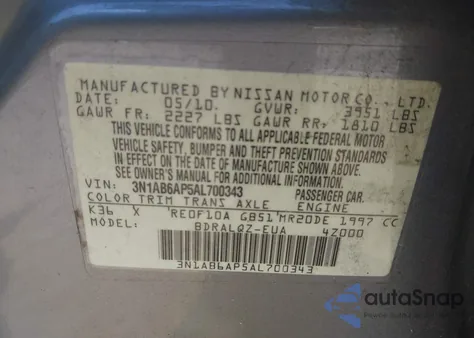 MANUFACTURED BY NISSAN MOTOR CO., LTD.
DATE: 05/10 GVWR: 3951 LBS
GAWR FR: 2227 LBS GAWR RR: 1810 LBS
THIS VEHICLE CONFORMS TO ALL APPLICABLE FEDERAL MOTOR
VEHICLE SAFETY, BUMPER, AND THEFT PREVENTION STANDARDS
IN EFFECT ON THE DATE OF MANUFACTURE SHOWN ABOVE.
SEE OWNER'S MANUAL FOR ADDITIONAL INFORMATION.
VIN: 3N1AB6AP5AL700343 PASSENGER CAR.
COLOR TRIM TRANS AXLE ENGINE
K36 X RE0F10A GB51 MR20DE 1997 CC
MODEL: BDRALQZ-EUA 4Z000
3N1AB6AP5AL700343
autoSnap